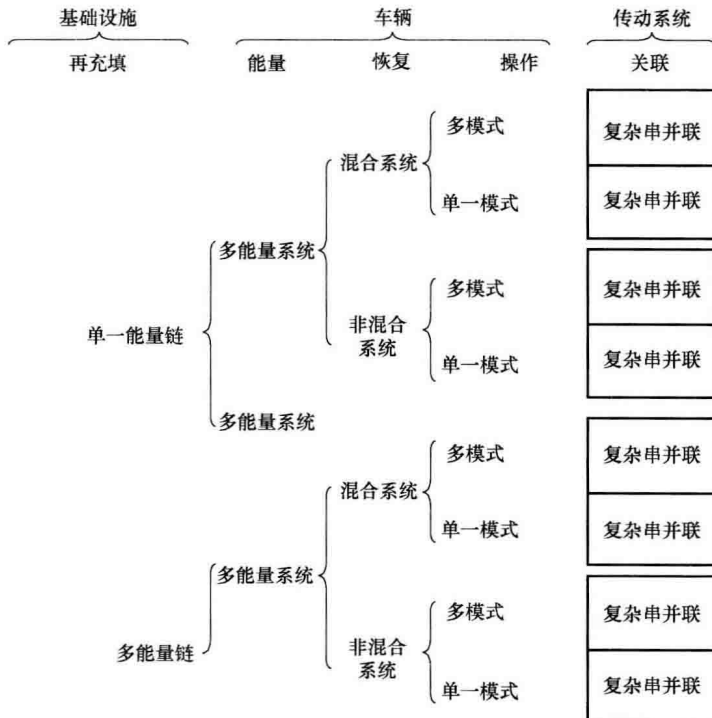 基础设施 车辆 传动系统
再充填 能量 恢复 操作 关联
多模式 复杂串并联
混合系统
单一模式 复杂串并联
多能量系统
多模式 复杂串并联
单一能量链
非混合
系统
单一模式 复杂串并联
多能量系统
多模式 复杂串并联
混合系统
单一模式 复杂串并联
多能量系统
多模式 复杂串并联
多能量链
非混合
系统
单一模式 复杂串并联